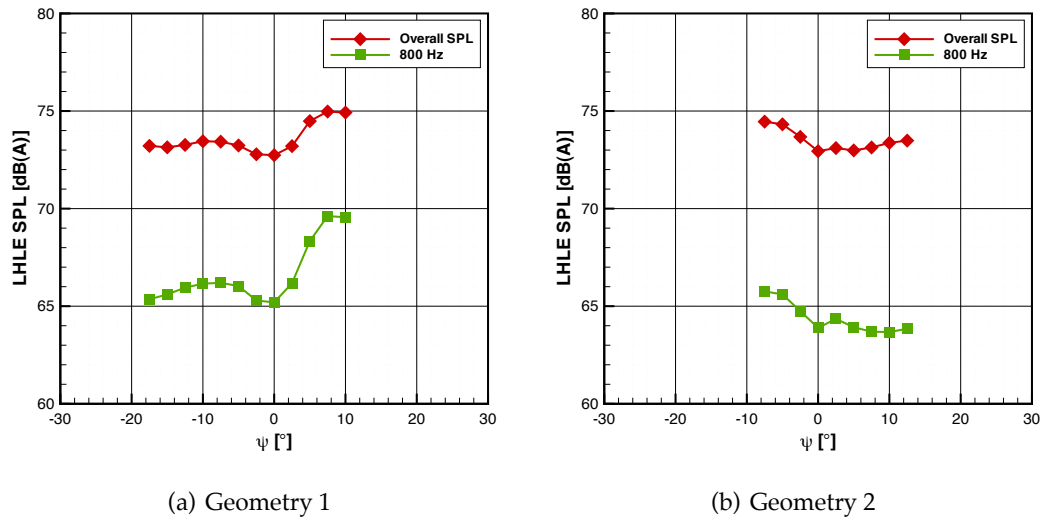 80
75
70
65
60
LHLE SPL [dB(A)]
Overall SPL
800 Hz
-30 -20 -10 0 10 20 30
ψ [°]
(a) Geometry 1
80
75
70
65
60
LHLE SPL [dB(A)]
Overall SPL
800 Hz
-30 -20 -10 0 10 20 30
ψ [°]
(b) Geometry 2